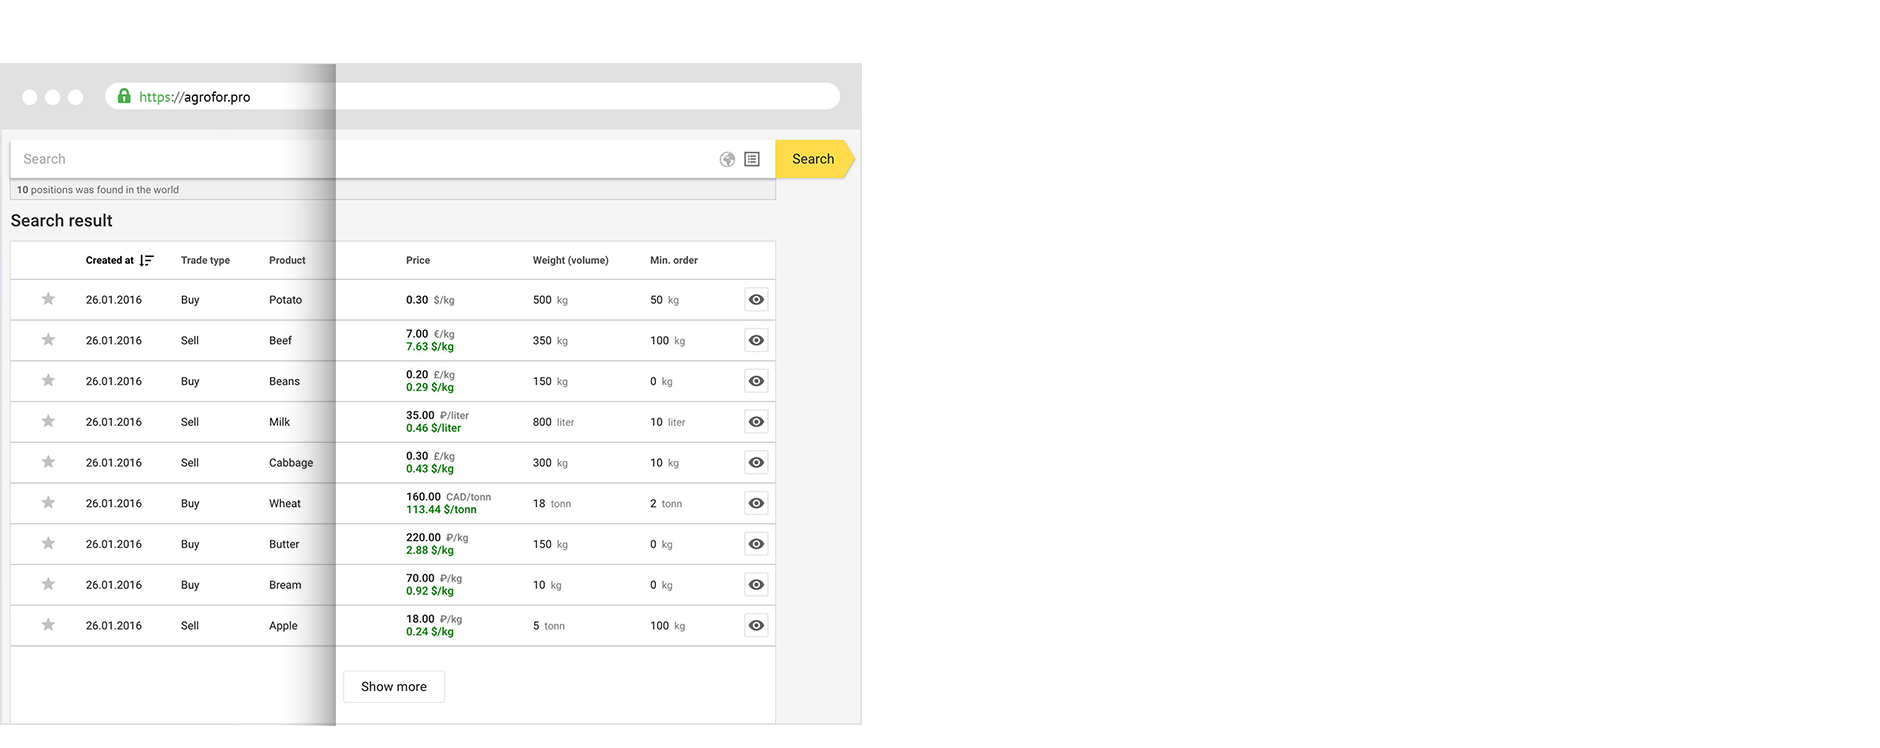 https://agrofor.pro
Search
Search
10 positions was found in the world
Search result
Created at Trade type Product Price Weight (volume) Min. order
26.01.2016 Buy Potato 0.30 $/kg 500 kg 50 kg
26.01.2016 Sell Beef 7.00 €/kg 350 kg 100 kg
7.63 $/kg
26.01.2016 Buy Beans 0.20 £/kg 150 kg 0 kg
0.29 $/kg
26.01.2016 Sell Milk 35.00 ₽/liter 800 liter 10 liter
0.46 $/liter
26.01.2016 Sell Cabbage 0.30 £/kg 300 kg 10 kg
0.43 $/kg
26.01.2016 Buy Wheat 160.00 CAD/tonn 18 tonn 2 tonn
113.44 $/tonn
26.01.2016 Buy Butter 220.00 ₽/kg 150 kg 0 kg
2.88 $/kg
26.01.2016 Buy Bream 70.00 ₽/kg 10 kg 0 kg
0.92 $/kg
26.01.2016 Sell Apple 18.00 ₽/kg 5 tonn 100 kg
0.24 $/kg
Show more